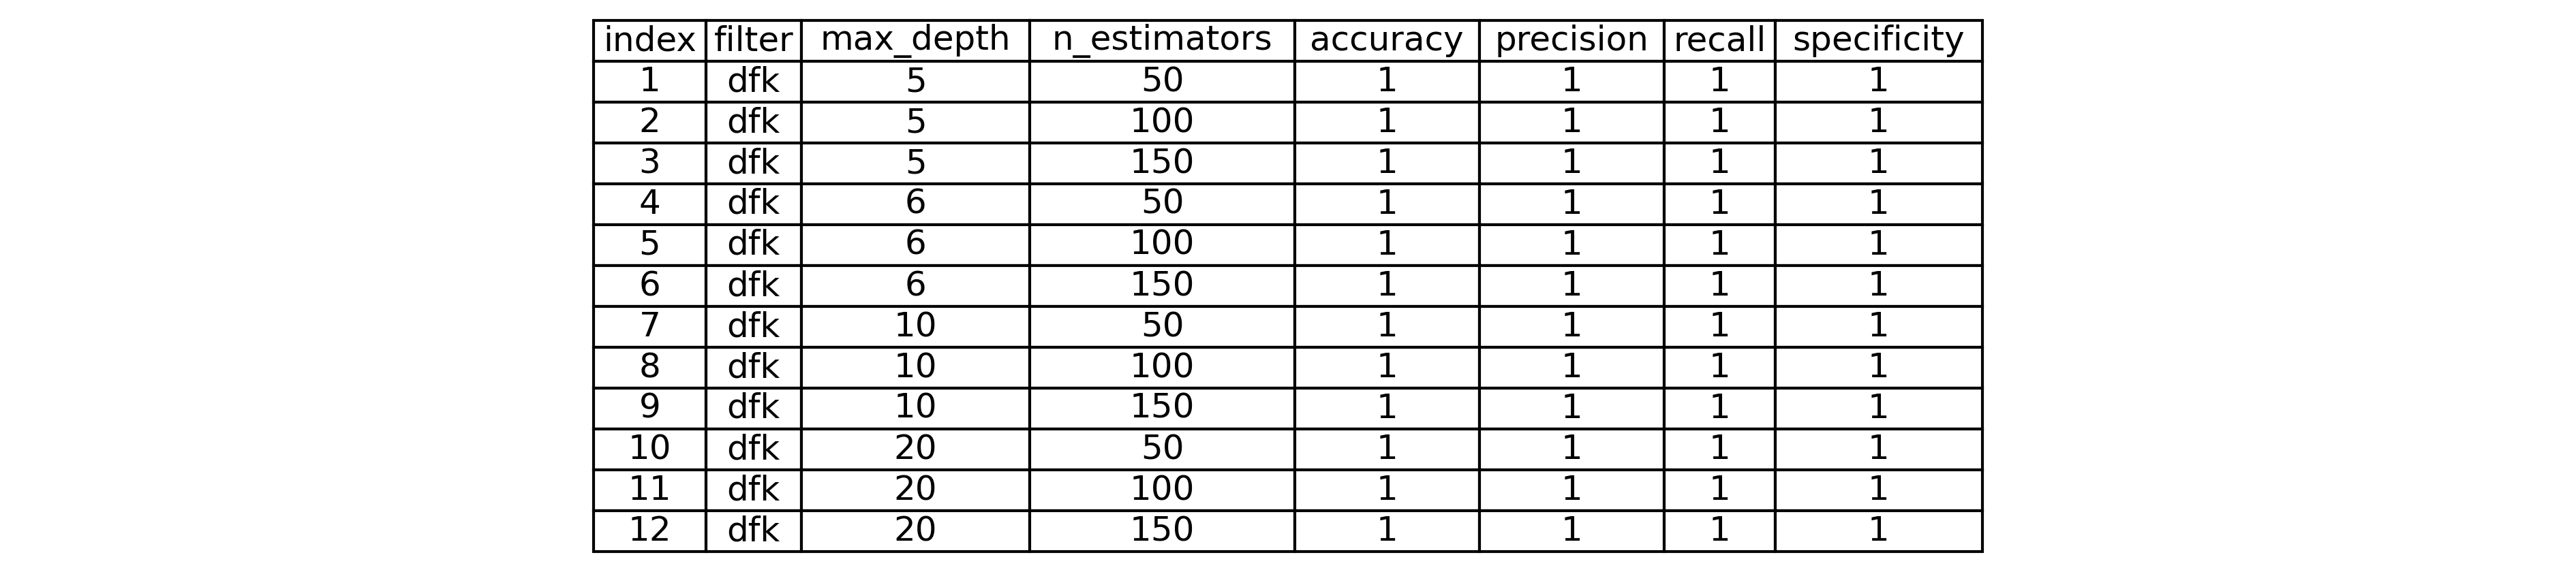 index filter max_depth n_estimators accuracy precision recall specificity
1 dfk 5 50 1 1 1 1
2 dfk 5 100 1 1 1 1
3 dfk 5 150 1 1 1 1
4 dfk 6 50 1 1 1 1
5 dfk 6 100 1 1 1 1
6 dfk 6 150 1 1 1 1
7 dfk 10 50 1 1 1 1
8 dfk 10 100 1 1 1 1
9 dfk 10 150 1 1 1 1
10 dfk 20 50 1 1 1 1
11 dfk 20 100 1 1 1 1
12 dfk 20 150 1 1 1 1